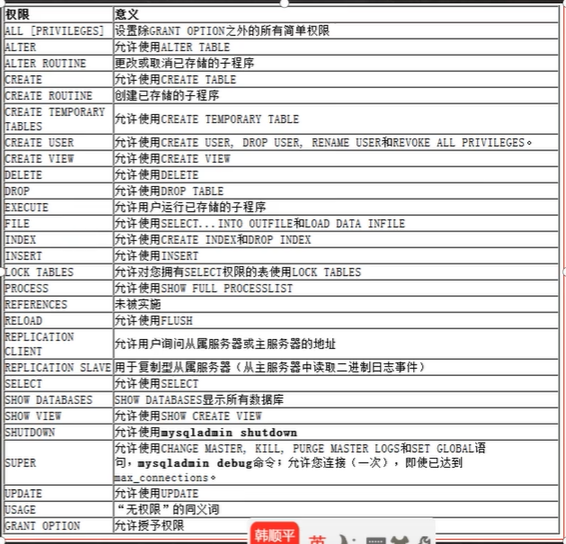 权限 意义
ALL [PRIVILEGES] 设置除GRANT OPTION之外的所有简单权限
ALTER 允许使用ALTER TABLE
ALTER ROUTINE 更改或取消已存储的子程序
CREATE 允许使用CREATE TABLE
CREATE ROUTINE 创建已存储的子程序
CREATE TEMPORARY
TABLES 允许使用CREATE TEMPORARY TABLE
CREATE USER 允许使用CREATE USER, DROP USER, RENAME USER和REVOKE ALL PRIVILEGES。
CREATE VIEW 允许使用CREATE VIEW
DELETE 允许使用DELETE
DROP 允许使用DROP TABLE
EXECUTE 允许用户运行已存储的子程序
FILE 允许使用SELECT...INTO OUTFILE和LOAD DATA INFILE
INDEX 允许使用CREATE INDEX和DROP INDEX
INSERT 允许使用INSERT
LOCK TABLES 允许对您拥有SELECT权限的表使用LOCK TABLES
PROCESS 允许使用SHOW FULL PROCESSLIST
REFERENCES 未被实施
RELOAD 允许使用FLUSH
REPLICATION
CLIENT 允许用户询问从属服务器或主服务器的地址
REPLICATION SLAVE 用于复制型从属服务器（从主服务器中读取二进制日志事件）
SELECT 允许使用SELECT
SHOW DATABASES SHOW DATABASES显示所有数据库
SHOW VIEW 允许使用SHOW CREATE VIEW
SHUTDOWN 允许使用mysqladmin shutdown
SUPER 允许使用CHANGE MASTER, KILL, PURGE MASTER LOGS和SET GLOBAL语
句，mysqladmin debug命令；允许您连接（一次），即使已达到
max_connections。
UPDATE 允许使用UPDATE
USAGE “无权限”的同义词
GRANT OPTION 允许授予权限
韩顺平 英